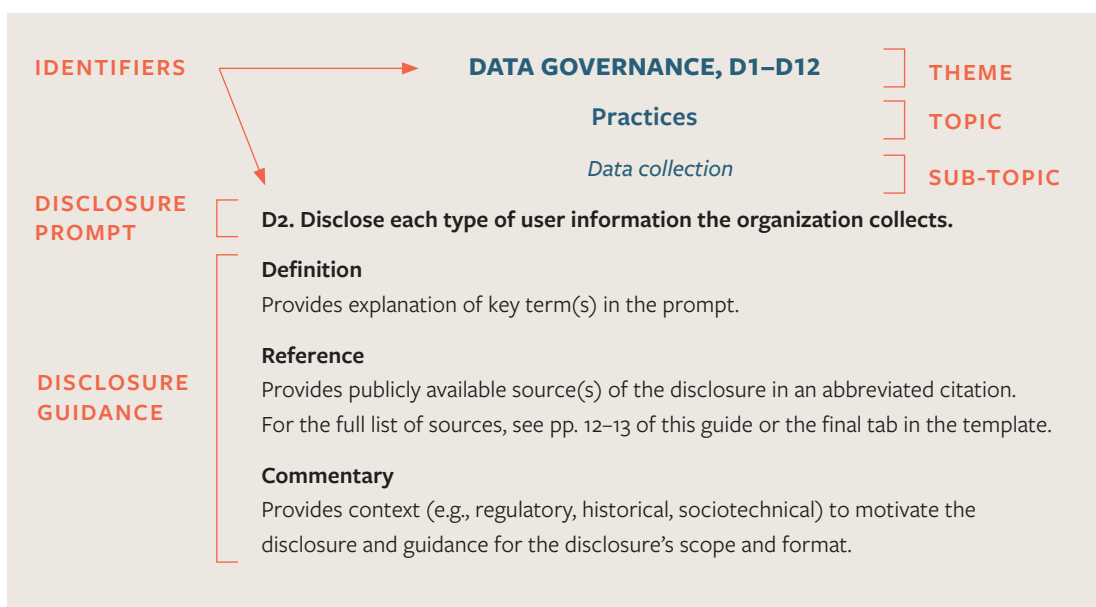 IDENTIFIERS
DATA GOVERNANCE, D1–D12
THEME
Practices
TOPIC
Data collection
SUB-TOPIC
DISCLOSURE
PROMPT
D2. Disclose each type of user information the organization collects.
DISCLOSURE
GUIDANCE
Definition
Provides explanation of key term(s) in the prompt.
Reference
Provides publicly available source(s) of the disclosure in an abbreviated citation.
For the full list of sources, see pp. 12–13 of this guide or the final tab in the template.
Commentary
Provides context (e.g., regulatory, historical, sociotechnical) to motivate the
disclosure and guidance for the disclosure’s scope and format.